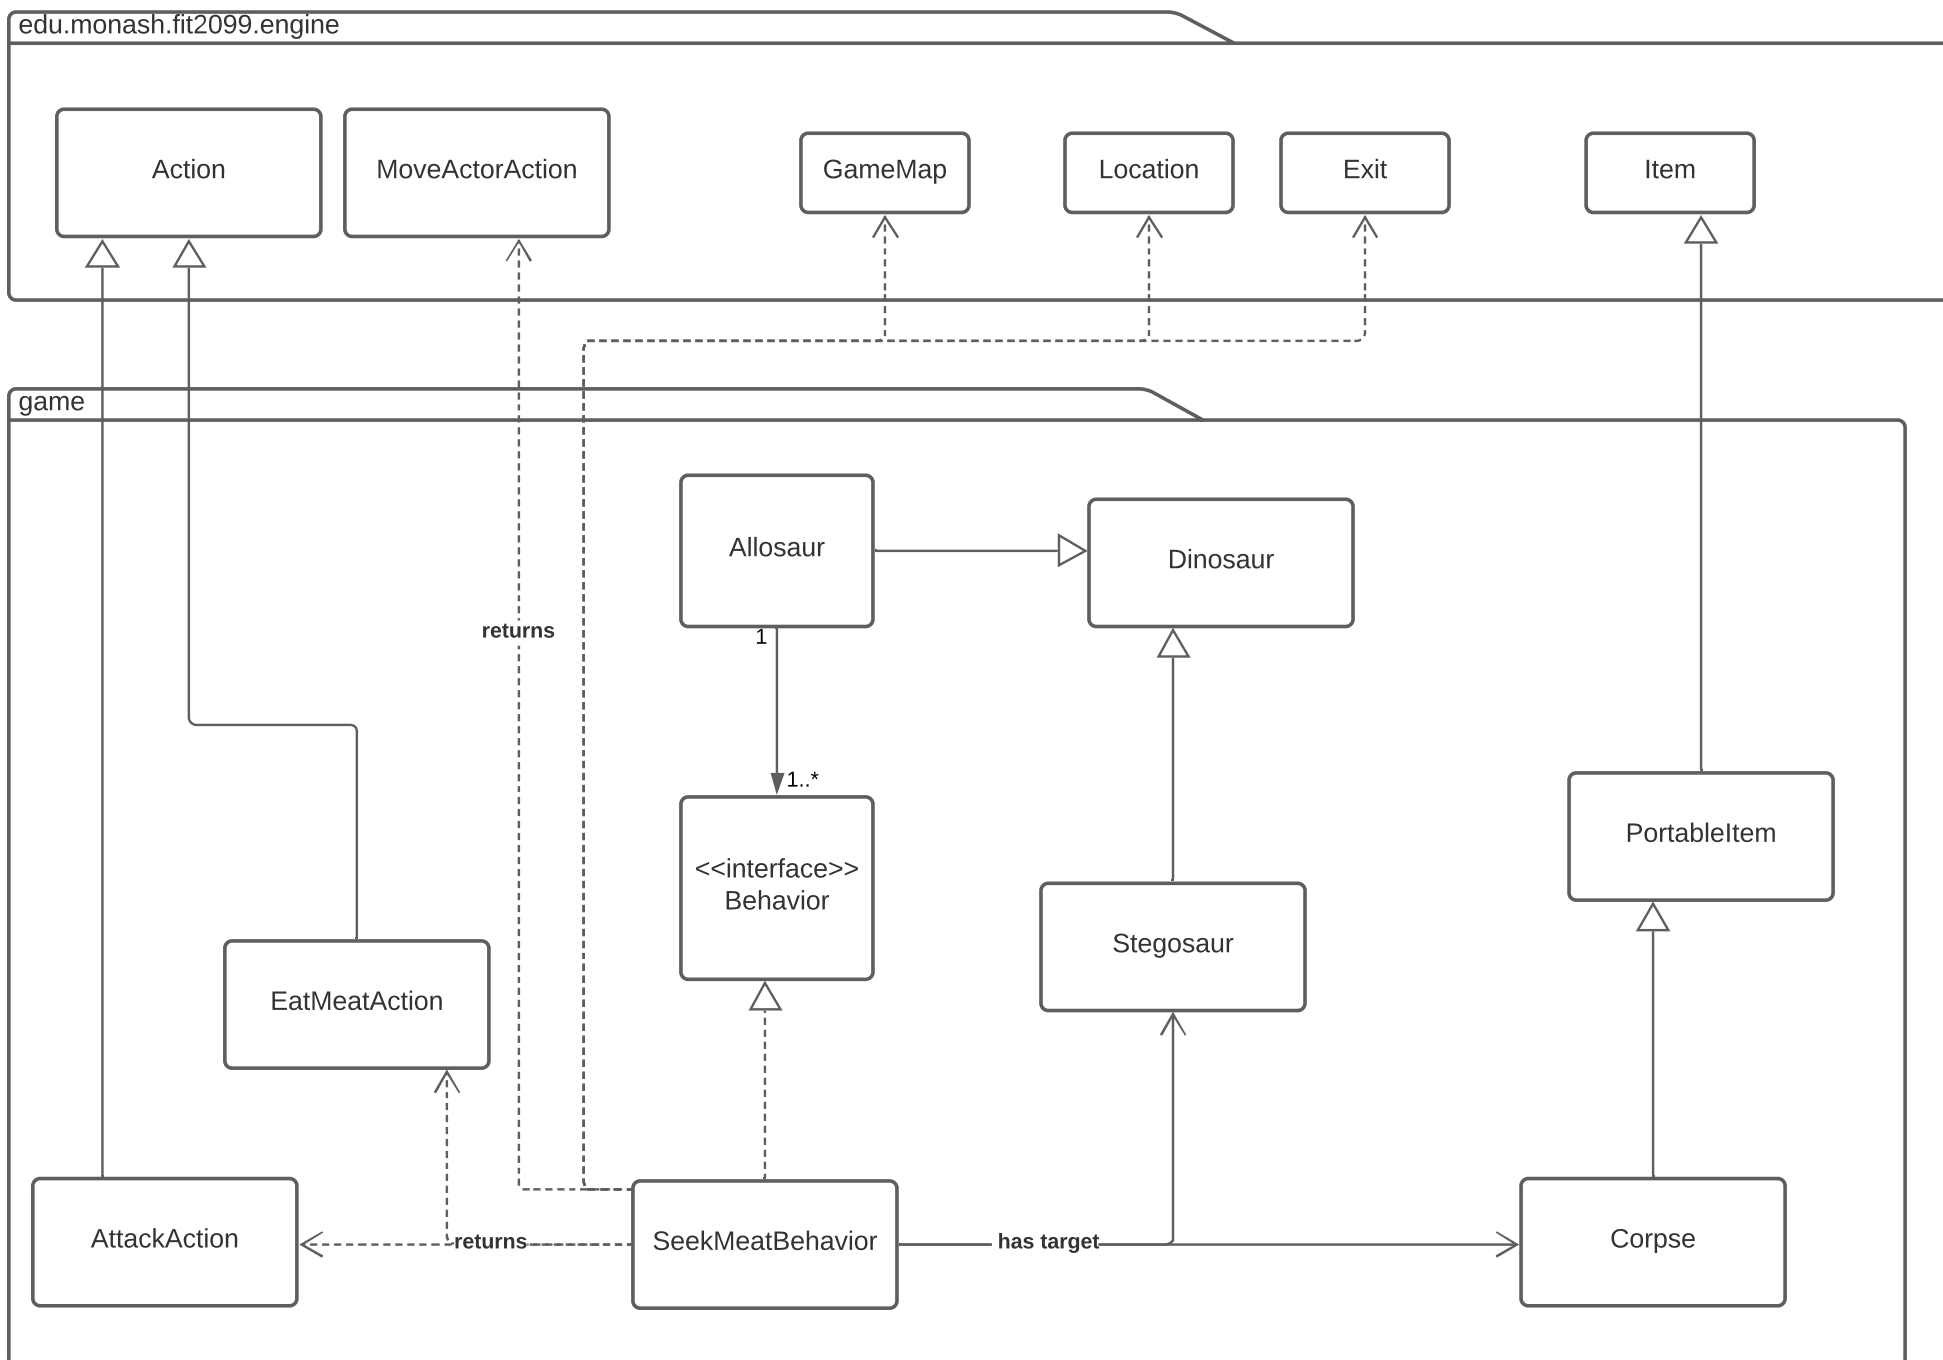 edu.monash.fit2099.engine
Action
MoveActorAction
GameMap
Location
Exit
Item
game
Allosaur
Dinosaur
returns
1
1..*
PortableItem
<<interface>>
Behavior
Stegosaur
EatMeatAction
AttackAction
returns
SeekMeatBehavior
has target
Corpse